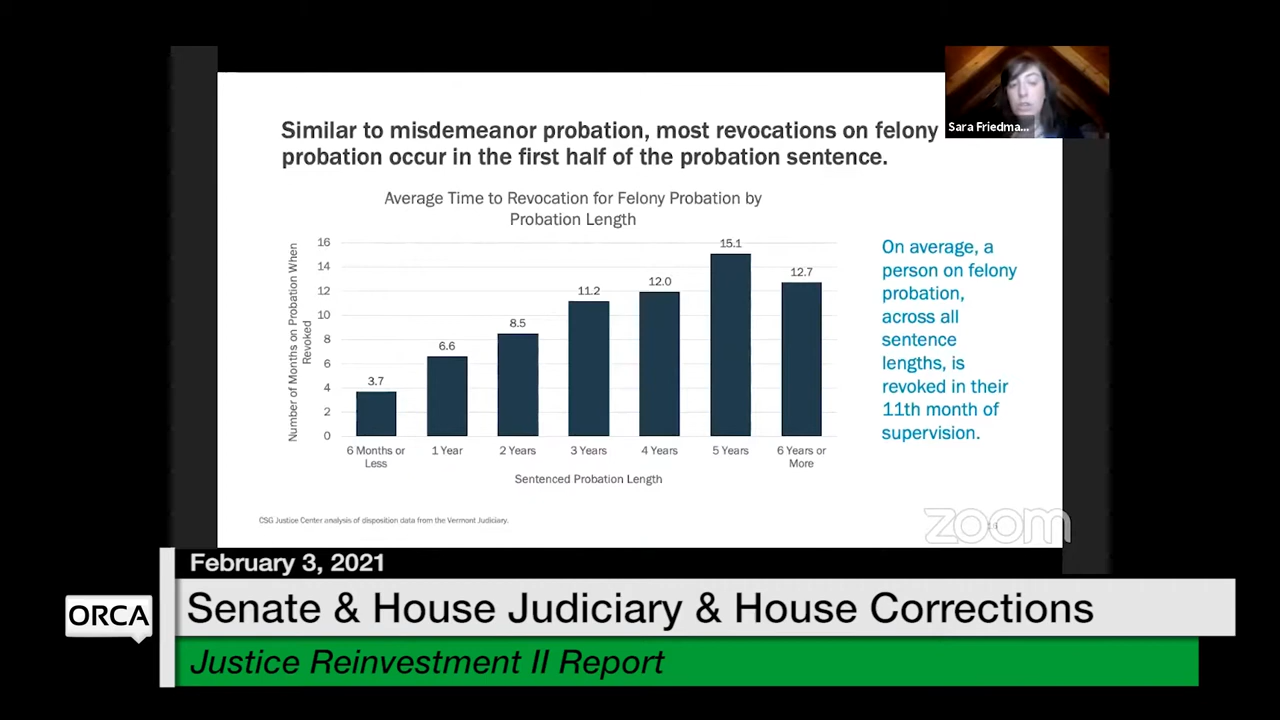 Sara Friedma...
Similar to misdemeanor probation, most revocations on felony
probation occur in the first half of the probation sentence.
Average Time to Revocation for Felony Probation by
Probation Length
Number of Months on Probation When
Revoked
16
14
12
10
8
6
4
2
0
3.7
6.6
8.5
11.2
12.0
15.1
12.7
6 Months or
Less
1 Year
2 Years
3 Years
4 Years
5 Years
6 Years or
More
Sentenced Probation Length
On average, a
person on felony
probation,
across all
sentence
lengths, is
revoked in their
11th month of
supervision.
CSG Justice Center analysis of disposition data from the Vermont Judiciary.
zoom
February 3, 2021
ORCA
Senate & House Judiciary & House Corrections
Justice Reinvestment II Report